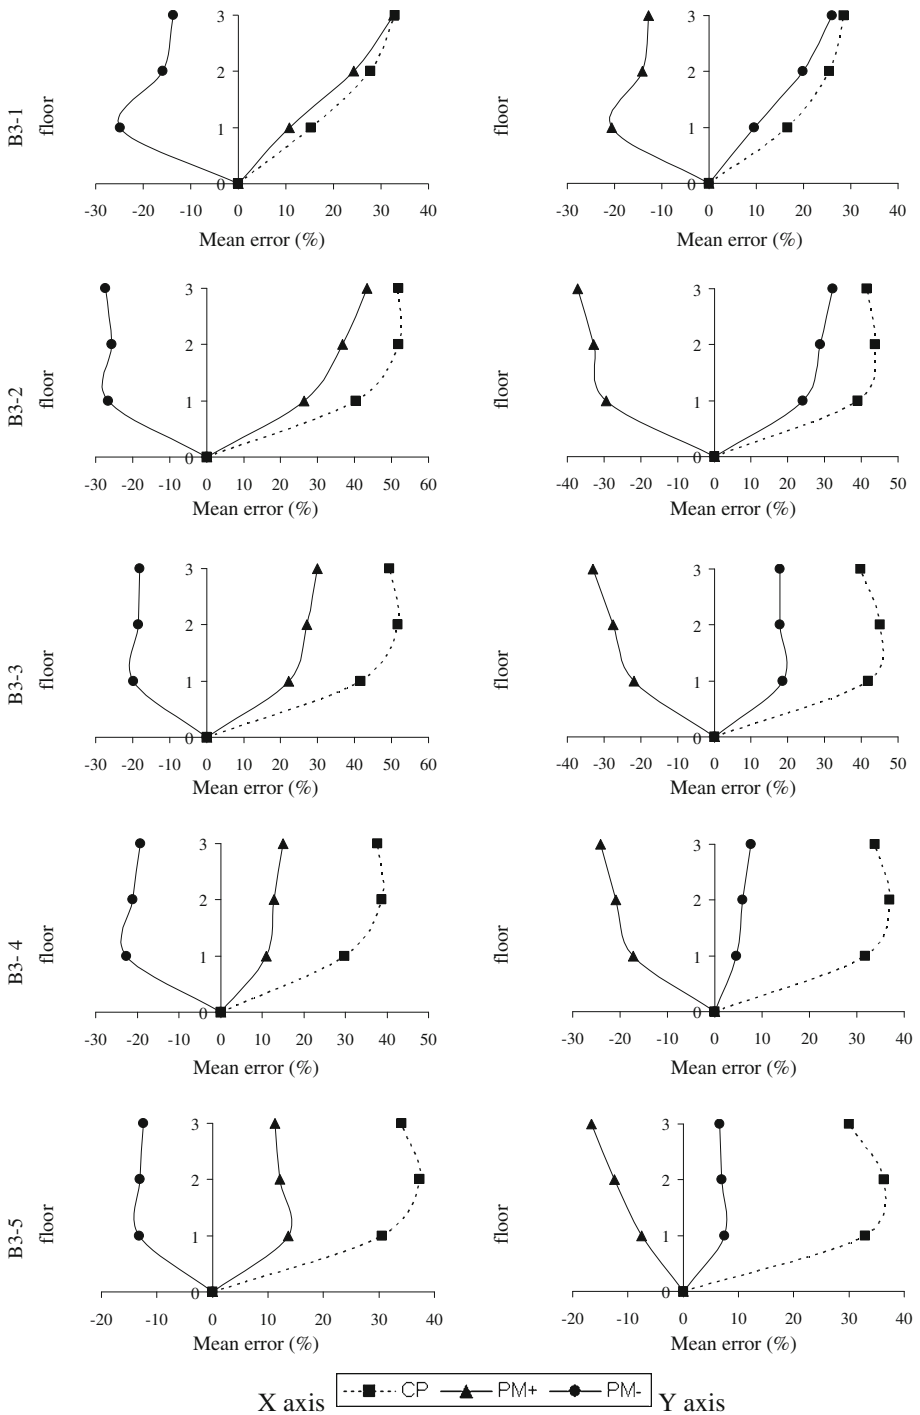 B3-1
floor
3
2
1
0
-30 -20 -10 0 10 20 30 40
Mean error (%)
floor
3
2
1
0
-30 -20 -10 0 10 20 30 40
Mean error (%)
B3-2
floor
3
2
1
0
-30 -20 -10 0 10 20 30 40 50 60
Mean error (%)
floor
3
2
1
0
-40 -30 -20 -10 0 10 20 30 40 50
Mean error (%)
B3-3
floor
3
2
1
0
-30 -20 -10 0 10 20 30 40 50 60
Mean error (%)
floor
3
2
1
0
-40 -30 -20 -10 0 10 20 30 40 50
Mean error (%)
B3- 4
floor
3
2
1
0
-30 -20 -10 0 10 20 30 40 50
Mean error (%)
floor
3
2
1
0
-30 -20 -10 0 10 20 30 40
Mean error (%)
B3-5
floor
3
2
1
0
-20 -10 0 10 20 30 40
Mean error (%)
floor
3
2
1
0
-20 -10 0 10 20 30 40
Mean error (%)
X axis CP PM+ PM- Y axis